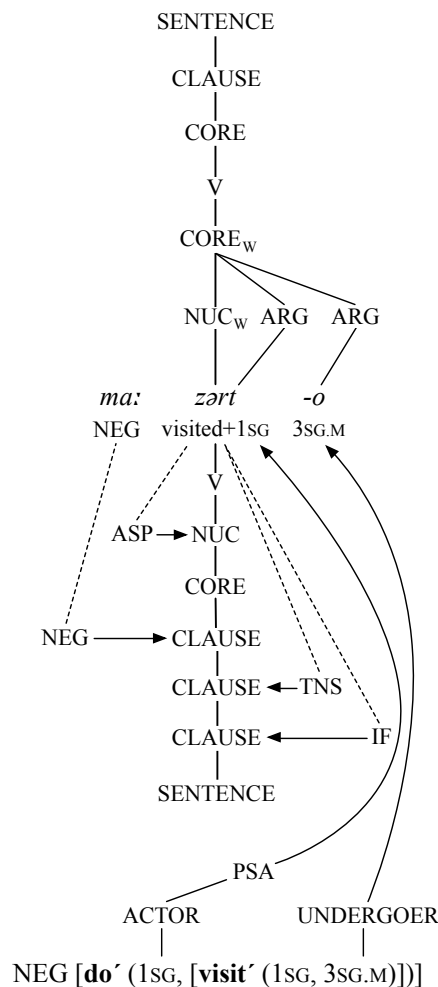 SENTENCE
CLAUSE
CORE
V
CORE_W
NUC_W ARG ARG
maː zərt -o
NEG visited+1SG 3SG.M
V
ASP NUC
CORE
NEG CLAUSE
CLAUSE TNS
CLAUSE IF
SENTENCE
PSA
ACTOR UNDERGOER
NEG [do´ (1SG, [visit´ (1SG, 3SG.M)])]